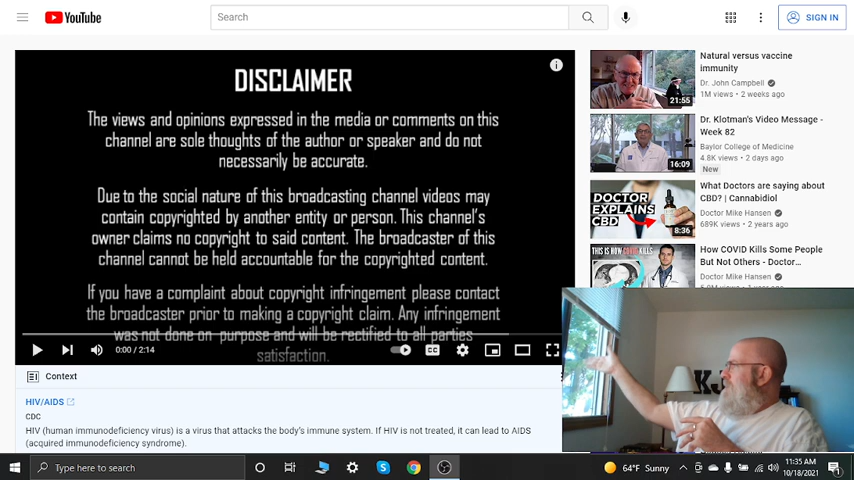 YouTube
Search
SIGN IN
DISCLAIMER
The views and opinions expressed in the media or comments on this
channel are sole thoughts of the author or speaker and do not
necessarily be accurate.
Due to the social nature of this broadcasting channel videos may
contain copyrighted by another entity or person. This channel's
owner claims no copyright to said content. The broadcaster of this
channel cannot be held accountable for the copyrighted content.
If you have a complaint about copyright infringement please contact
the broadcaster prior to making a copyright claim. Any infringement
was not done on purpose and will be rectified to all parties
satisfaction.
0:00 / 2:14
CC
Context
HIV/AIDS
CDC
HIV (human immunodeficiency virus) is a virus that attacks the body's immune system. If HIV is not treated, it can lead to AIDS
(acquired immunodeficiency syndrome).
21:55
Natural versus vaccine
immunity
Dr. John Campbell
1M views • 2 weeks ago
16:09
Dr. Klotman's Video Message -
Week 82
Baylor College of Medicine
4.8K views • 2 days ago
New
DOCTOR
EXPLAINS
CBD
8:36
What Doctors are saying about
CBD? | Cannabidiol
Doctor Mike Hansen
689K views • 2 years ago
THIS IS HOW COVID KILLS
How COVID Kills Some People
But Not Others - Doctor...
Doctor Mike Hansen
Type here to search
64°F Sunny
11:35 AM
10/18/2021